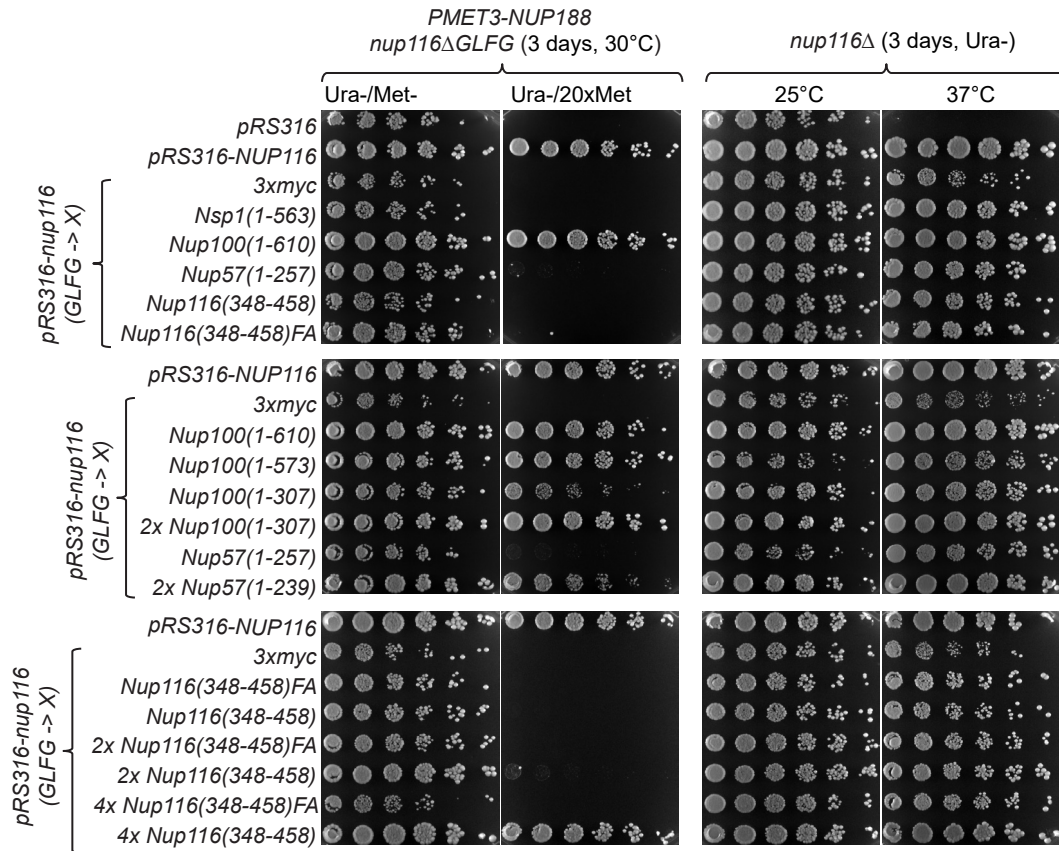 PMET3-NUP188
nup116ΔGLFG (3 days, 30°C)
nup116Δ (3 days, Ura-)
Ura-/Met-
Ura-/20xMet
25°C
37°C
pRS316-nup116
(GLFG -> X)
pRS316
pRS316-NUP116
3xmyc
Nsp1(1-563)
Nup100(1-610)
Nup57(1-257)
Nup116(348-458)
Nup116(348-458)FA
pRS316-nup116
(GLFG -> X)
pRS316-NUP116
3xmyc
Nup100(1-610)
Nup100(1-573)
Nup100(1-307)
2x Nup100(1-307)
Nup57(1-257)
2x Nup57(1-239)
pRS316-nup116
(GLFG -> X)
pRS316-NUP116
3xmyc
Nup116(348-458)FA
Nup116(348-458)
2x Nup116(348-458)FA
2x Nup116(348-458)
4x Nup116(348-458)FA
4x Nup116(348-458)